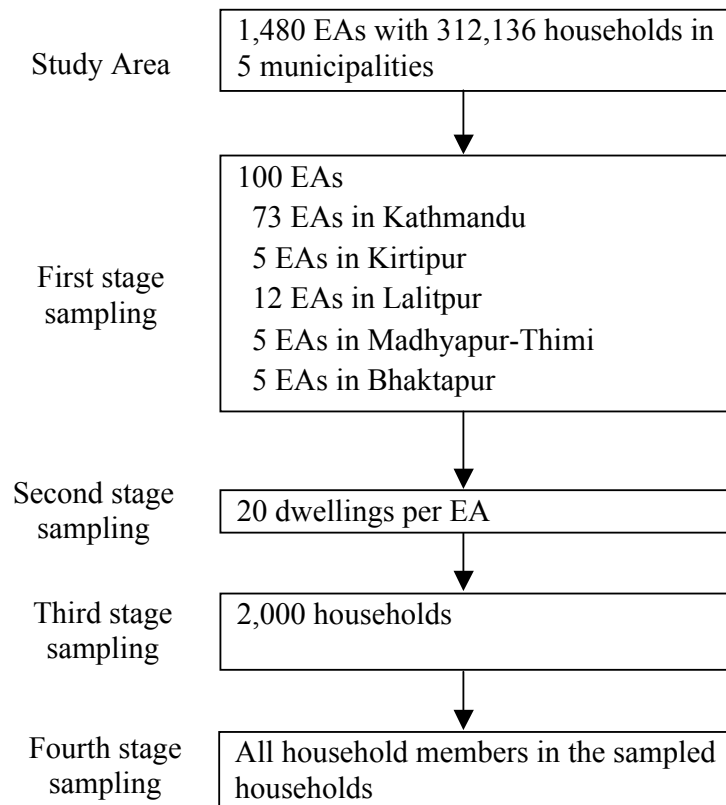 Study Area
1,480 EAs with 312,136 households in
5 municipalities
First stage
sampling
100 EAs
73 EAs in Kathmandu
5 EAs in Kirtipur
12 EAs in Lalitpur
5 EAs in Madhyapur-Thimi
5 EAs in Bhaktapur
Second stage
sampling
20 dwellings per EA
Third stage
sampling
2,000 households
Fourth stage
sampling
All household members in the sampled
households